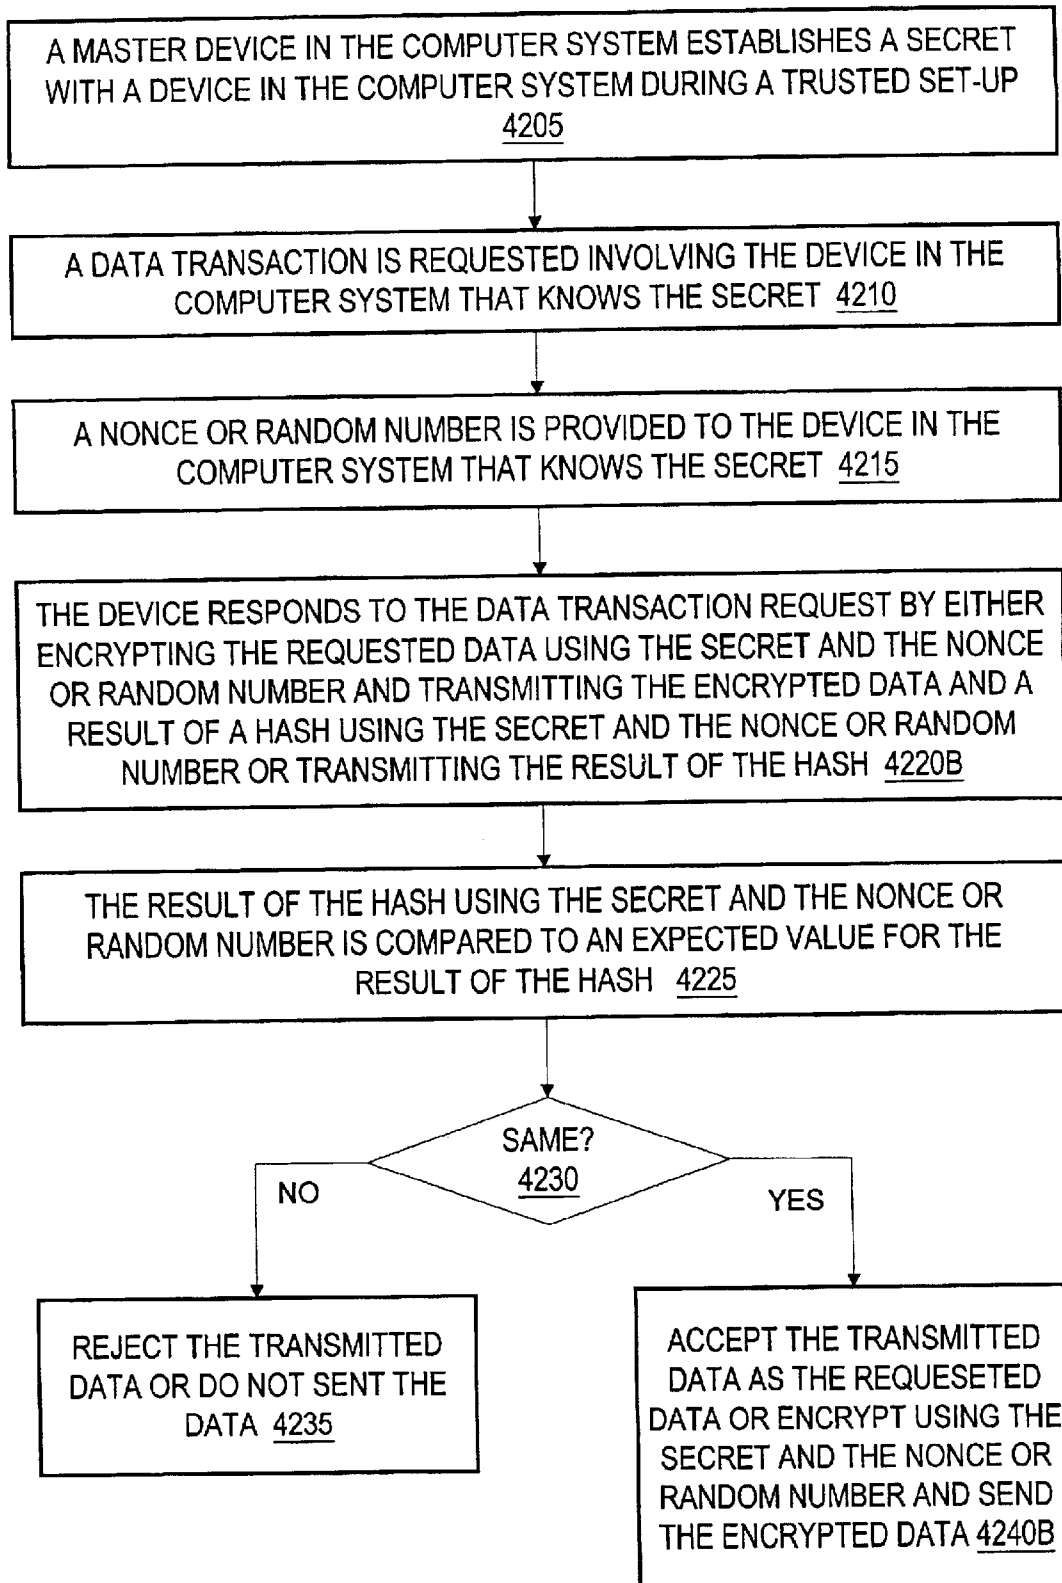 A MASTER DEVICE IN THE COMPUTER SYSTEM ESTABLISHES A SECRET
WITH A DEVICE IN THE COMPUTER SYSTEM DURING A TRUSTED SET-UP
4205
A DATA TRANSACTION IS REQUESTED INVOLVING THE DEVICE IN THE
COMPUTER SYSTEM THAT KNOWS THE SECRET 4210
A NONCE OR RANDOM NUMBER IS PROVIDED TO THE DEVICE IN THE
COMPUTER SYSTEM THAT KNOWS THE SECRET 4215
THE DEVICE RESPONDS TO THE DATA TRANSACTION REQUEST BY EITHER
ENCRYPTING THE REQUESTED DATA USING THE SECRET AND THE NONCE
OR RANDOM NUMBER AND TRANSMITTING THE ENCRYPTED DATA AND A
RESULT OF A HASH USING THE SECRET AND THE NONCE OR RANDOM
NUMBER OR TRANSMITTING THE RESULT OF THE HASH 4220B
THE RESULT OF THE HASH USING THE SECRET AND THE NONCE OR
RANDOM NUMBER IS COMPARED TO AN EXPECTED VALUE FOR THE
RESULT OF THE HASH 4225
SAME?
4230
NO
YES
REJECT THE TRANSMITTED
DATA OR DO NOT SENT THE
DATA 4235
ACCEPT THE TRANSMITTED
DATA AS THE REQUESETED
DATA OR ENCRYPT USING THE
SECRET AND THE NONCE OR
RANDOM NUMBER AND SEND
THE ENCRYPTED DATA 4240B